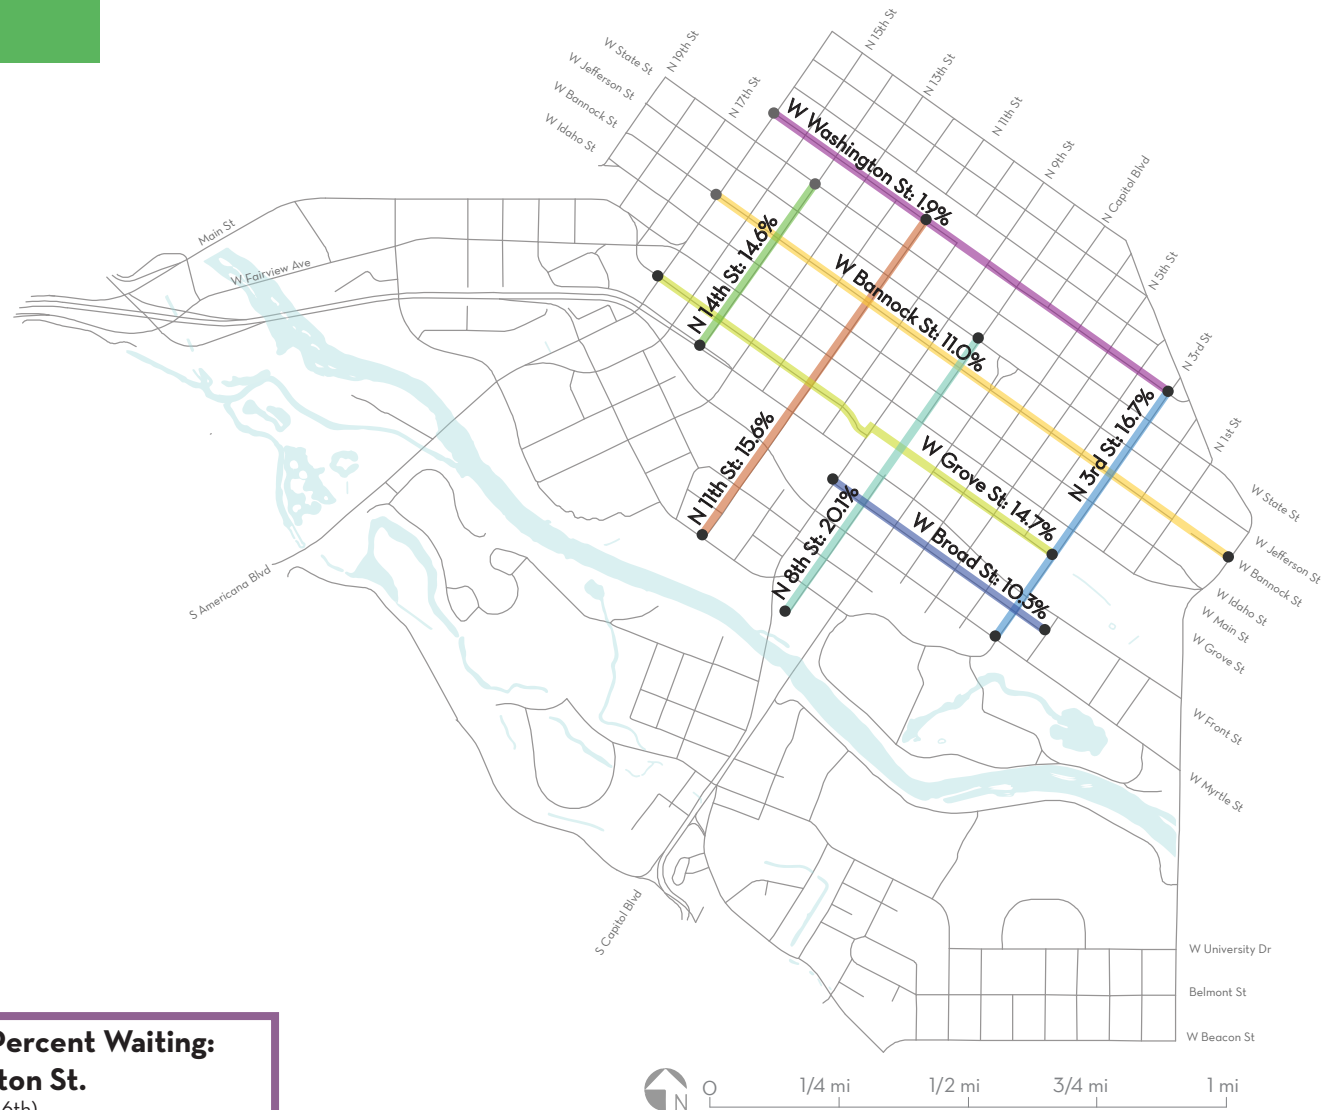 N 15th St
N 19th St
W State St
N 13th St
W Jefferson St
N 17th St
W Bannock St
N 11th St
W Idaho St
N 9th St
N Capitol Blvd
W Washington St: 1.9%
Main St
W Fairview Ave
N 14th St: 14.6%
W Bannock St: 11.0%
N 5th St
N 3rd St
N 11th St: 15.6%
N 3rd St: 16.7%
N 1st St
W Grove St: 14.7%
N 8th St: 20.1%
W Broad St: 10.3%
W State St
W Jefferson St
W Bannock St
W Idaho St
W Main St
W Grove St
S Americana Blvd
W Front St
W Myrtle St
S Capitol Blvd
W University Dr
Belmont St
W Beacon St
Percent Waiting:
ton St.
6th)
N
0 1/4 mi 1/2 mi 3/4 mi 1 mi